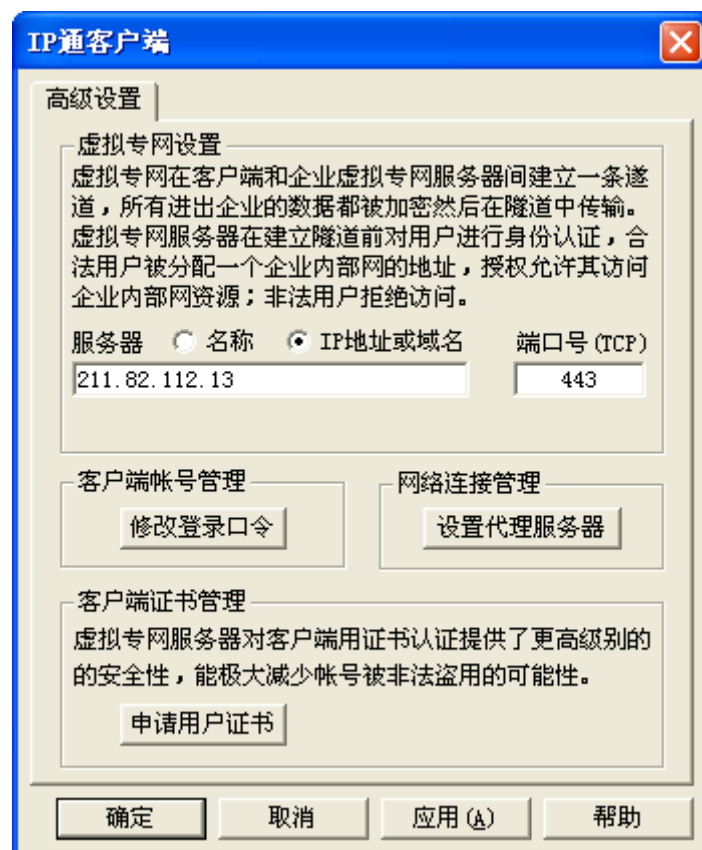 IP通客户端
高级设置
虚拟专网设置
虚拟专网在客户端和企业虚拟专网服务器间建立一条遂
道，所有进出企业的数据都被加密然后在隧道中传输。
虚拟专网服务器在建立隧道前对用户进行身份认证，合
法用户被分配一个企业内部网的地址，授权允许其访问
企业内部网资源；非法用户拒绝访问。
服务器 名称 IP地址或域名 端口号(TCP)
211.82.112.13 443
客户端帐号管理 网络连接管理
修改登录口令 设置代理服务器
客户端证书管理
虚拟专网服务器对客户端用证书认证提供了更高级别的
的安全性，能极大减少帐号被非法盗用的可能性。
申请用户证书
确定 取消 应用(A) 帮助